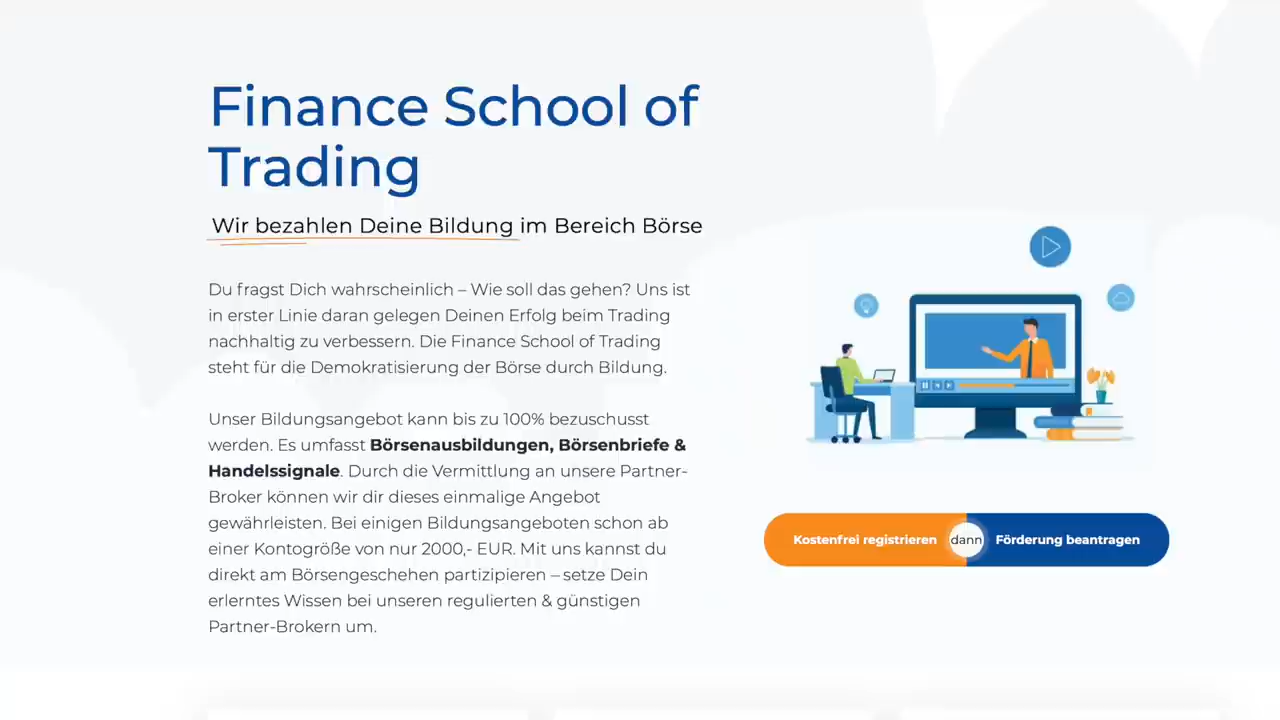 Finance School of
Trading
Wir bezahlen Deine Bildung im Bereich Börse
Du fragst Dich wahrscheinlich – Wie soll das gehen? Uns ist
in erster Linie daran gelegen Deinen Erfolg beim Trading
nachhaltig zu verbessern. Die Finance School of Trading
steht für die Demokratisierung der Börse durch Bildung.
Unser Bildungsangebot kann bis zu 100% bezuschusst
werden. Es umfasst Börsenausbildungen, Börsenbriefe &
Handelssignale. Durch die Vermittlung an unsere Partner-
Broker können wir dir dieses einmalige Angebot
gewährleisten. Bei einigen Bildungsangeboten schon ab
einer Kontogröße von nur 2000,- EUR. Mit uns kannst du
direkt am Börsengeschehen partizipieren – setze Dein
erlerntes Wissen bei unseren regulierten & günstigen
Partner-Brokern um.
Kostenfrei registrieren dann Förderung beantragen